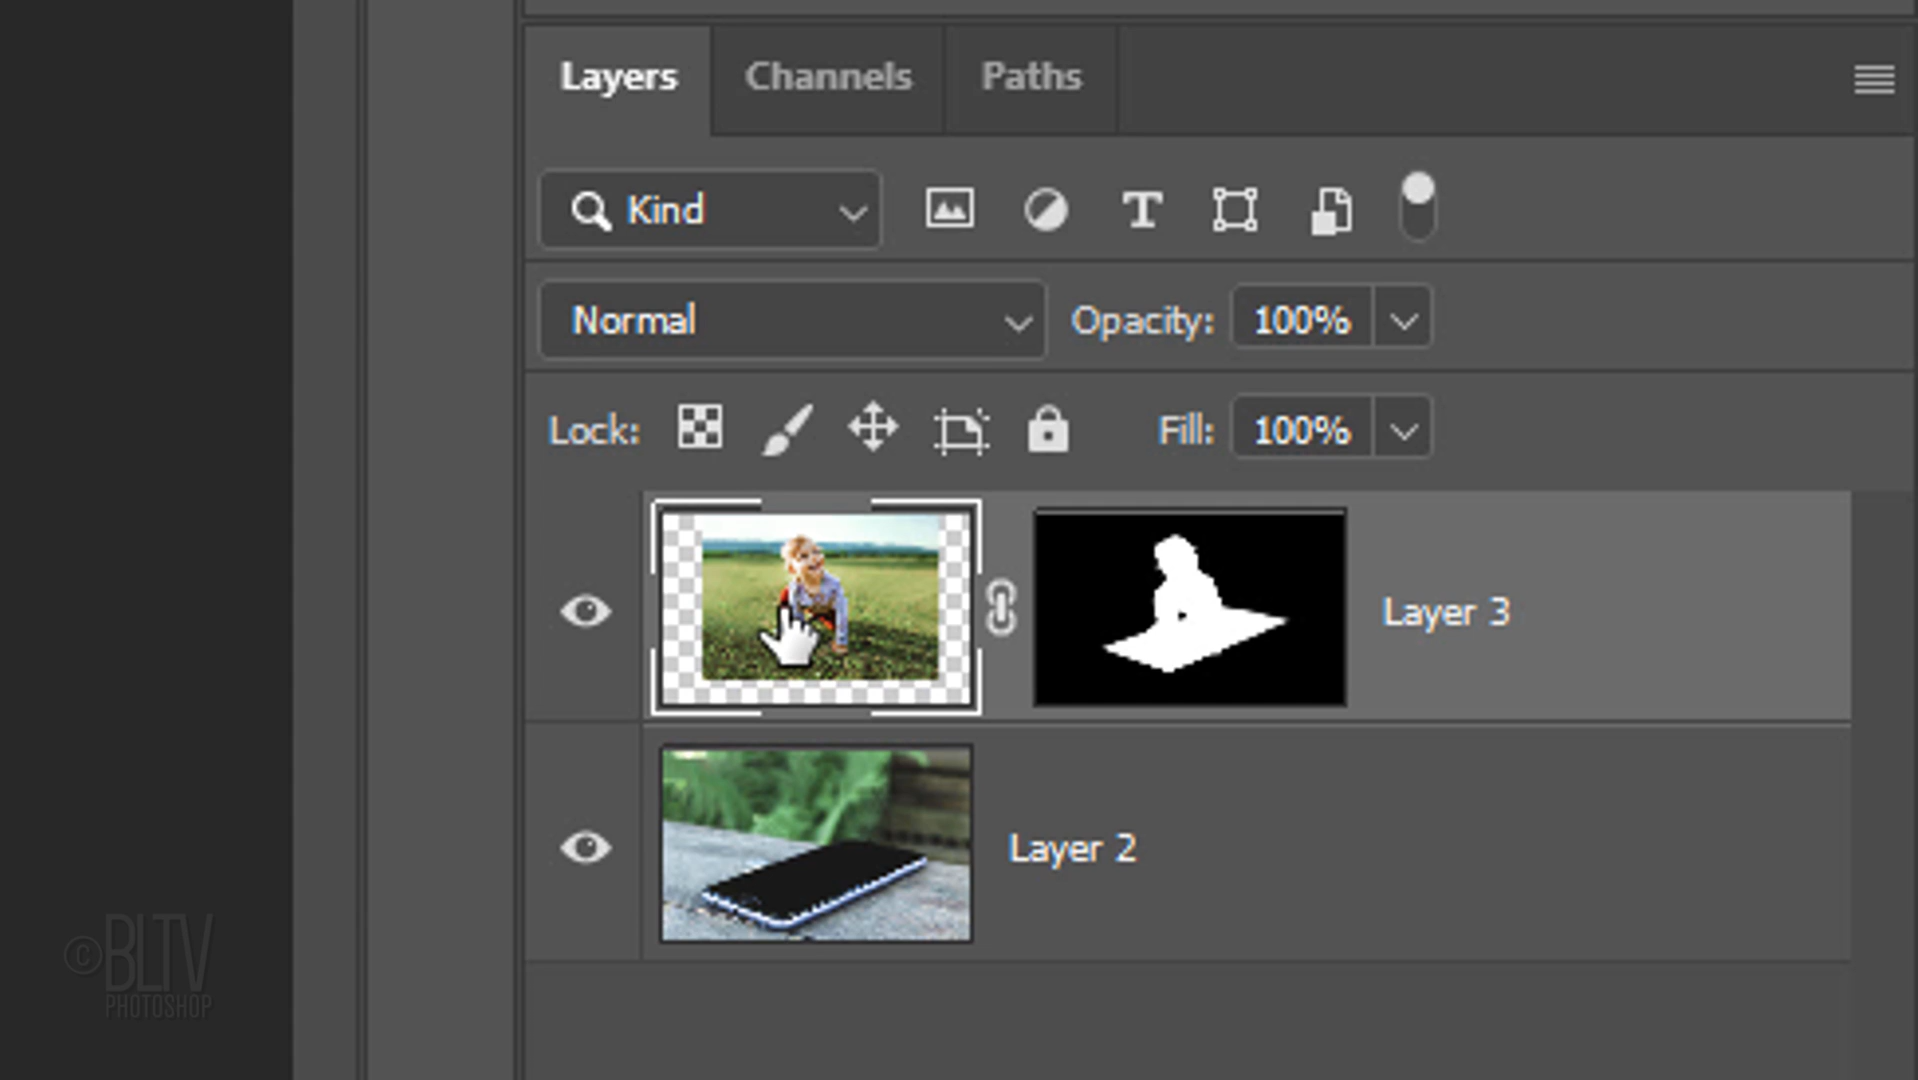 Layers Channels Paths
Kind
Normal Opacity: 100%
Lock: Fill: 100%
Layer 3
Layer 2
©BLTV
PHOTOSHOP